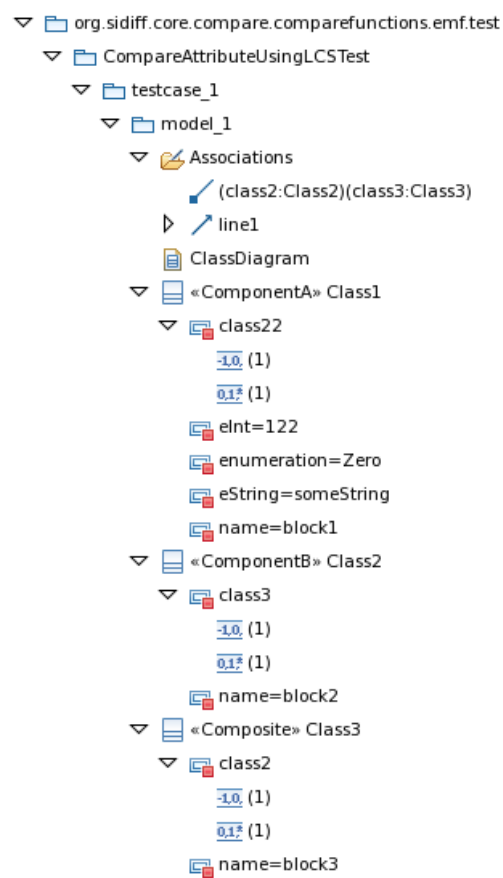 org.sidiff.core.compare.comparefunctions.emf.test
CompareAttributeUsingLCSTest
testcase_1
model_1
Associations
(class2:Class2)(class3:Class3)
line1
ClassDiagram
«ComponentA» Class1
class22
-1,0, (1)
0,1,* (1)
eInt=122
enumeration=Zero
eString=someString
name=block1
«ComponentB» Class2
class3
-1,0, (1)
0,1,* (1)
name=block2
«Composite» Class3
class2
-1,0, (1)
0,1,* (1)
name=block3